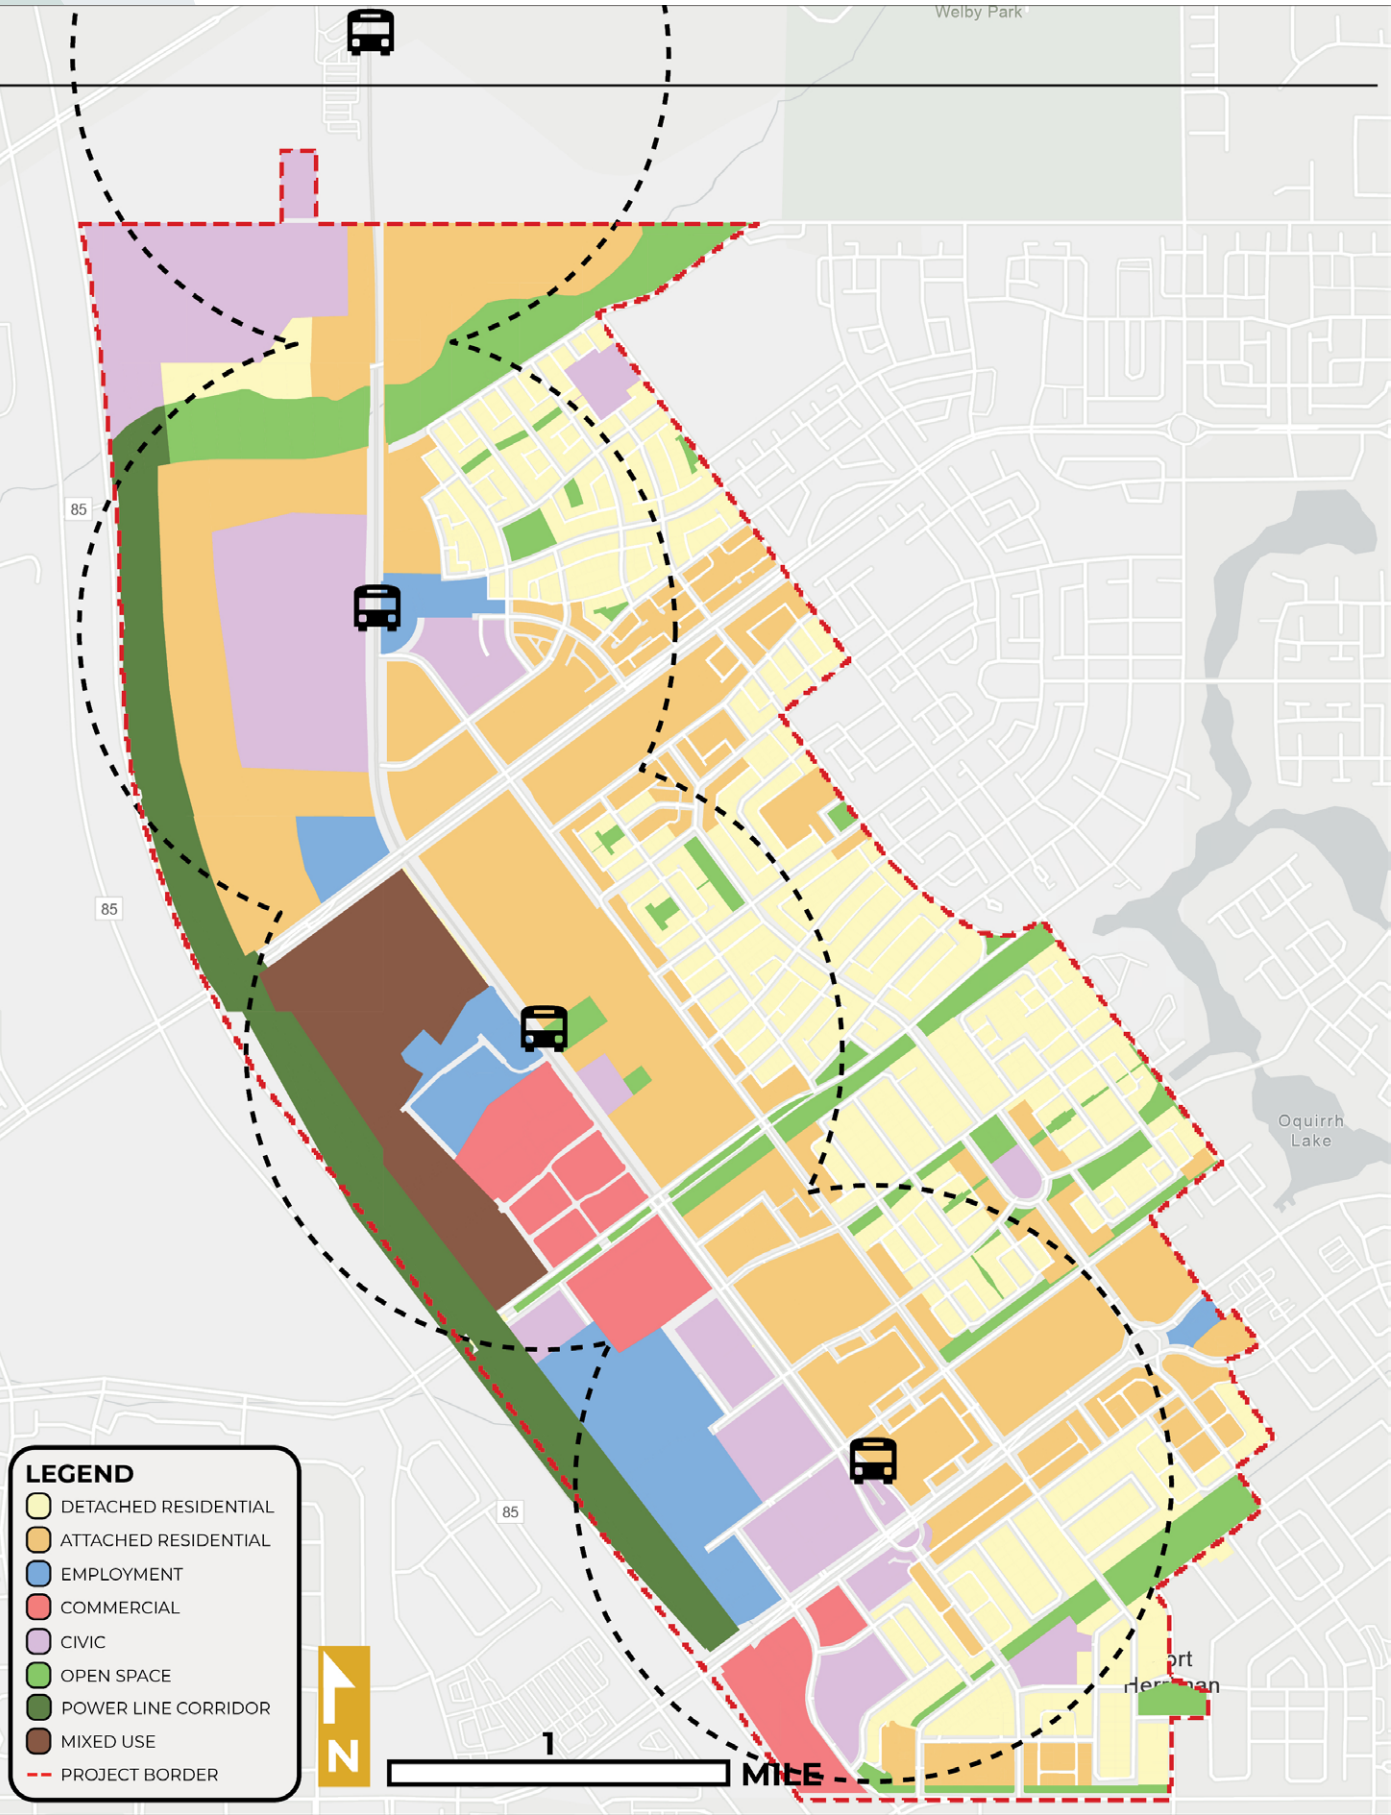 Welby Park
85
85
Oquirrh
Lake
85
LEGEND
DETACHED RESIDENTIAL
ATTACHED RESIDENTIAL
EMPLOYMENT
COMMERCIAL
CIVIC
OPEN SPACE
POWER LINE CORRIDOR
MIXED USE
PROJECT BORDER
N
1
MILE